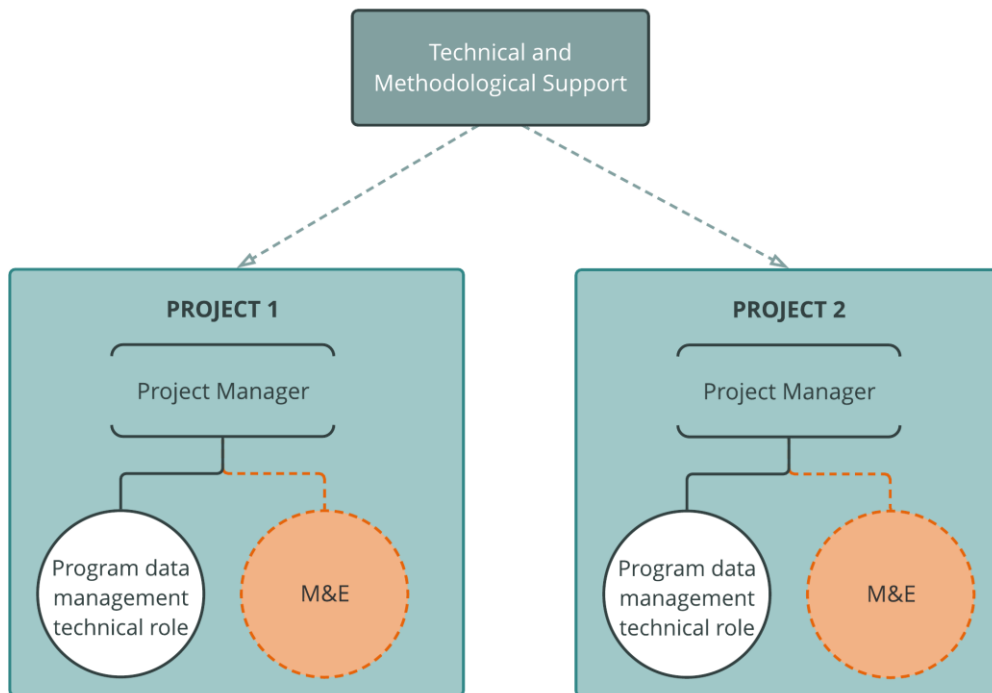 Technical and
Methodological Support
PROJECT 1
Project Manager
Program data
management
technical role
M&E
PROJECT 2
Project Manager
Program data
management
technical role
M&E